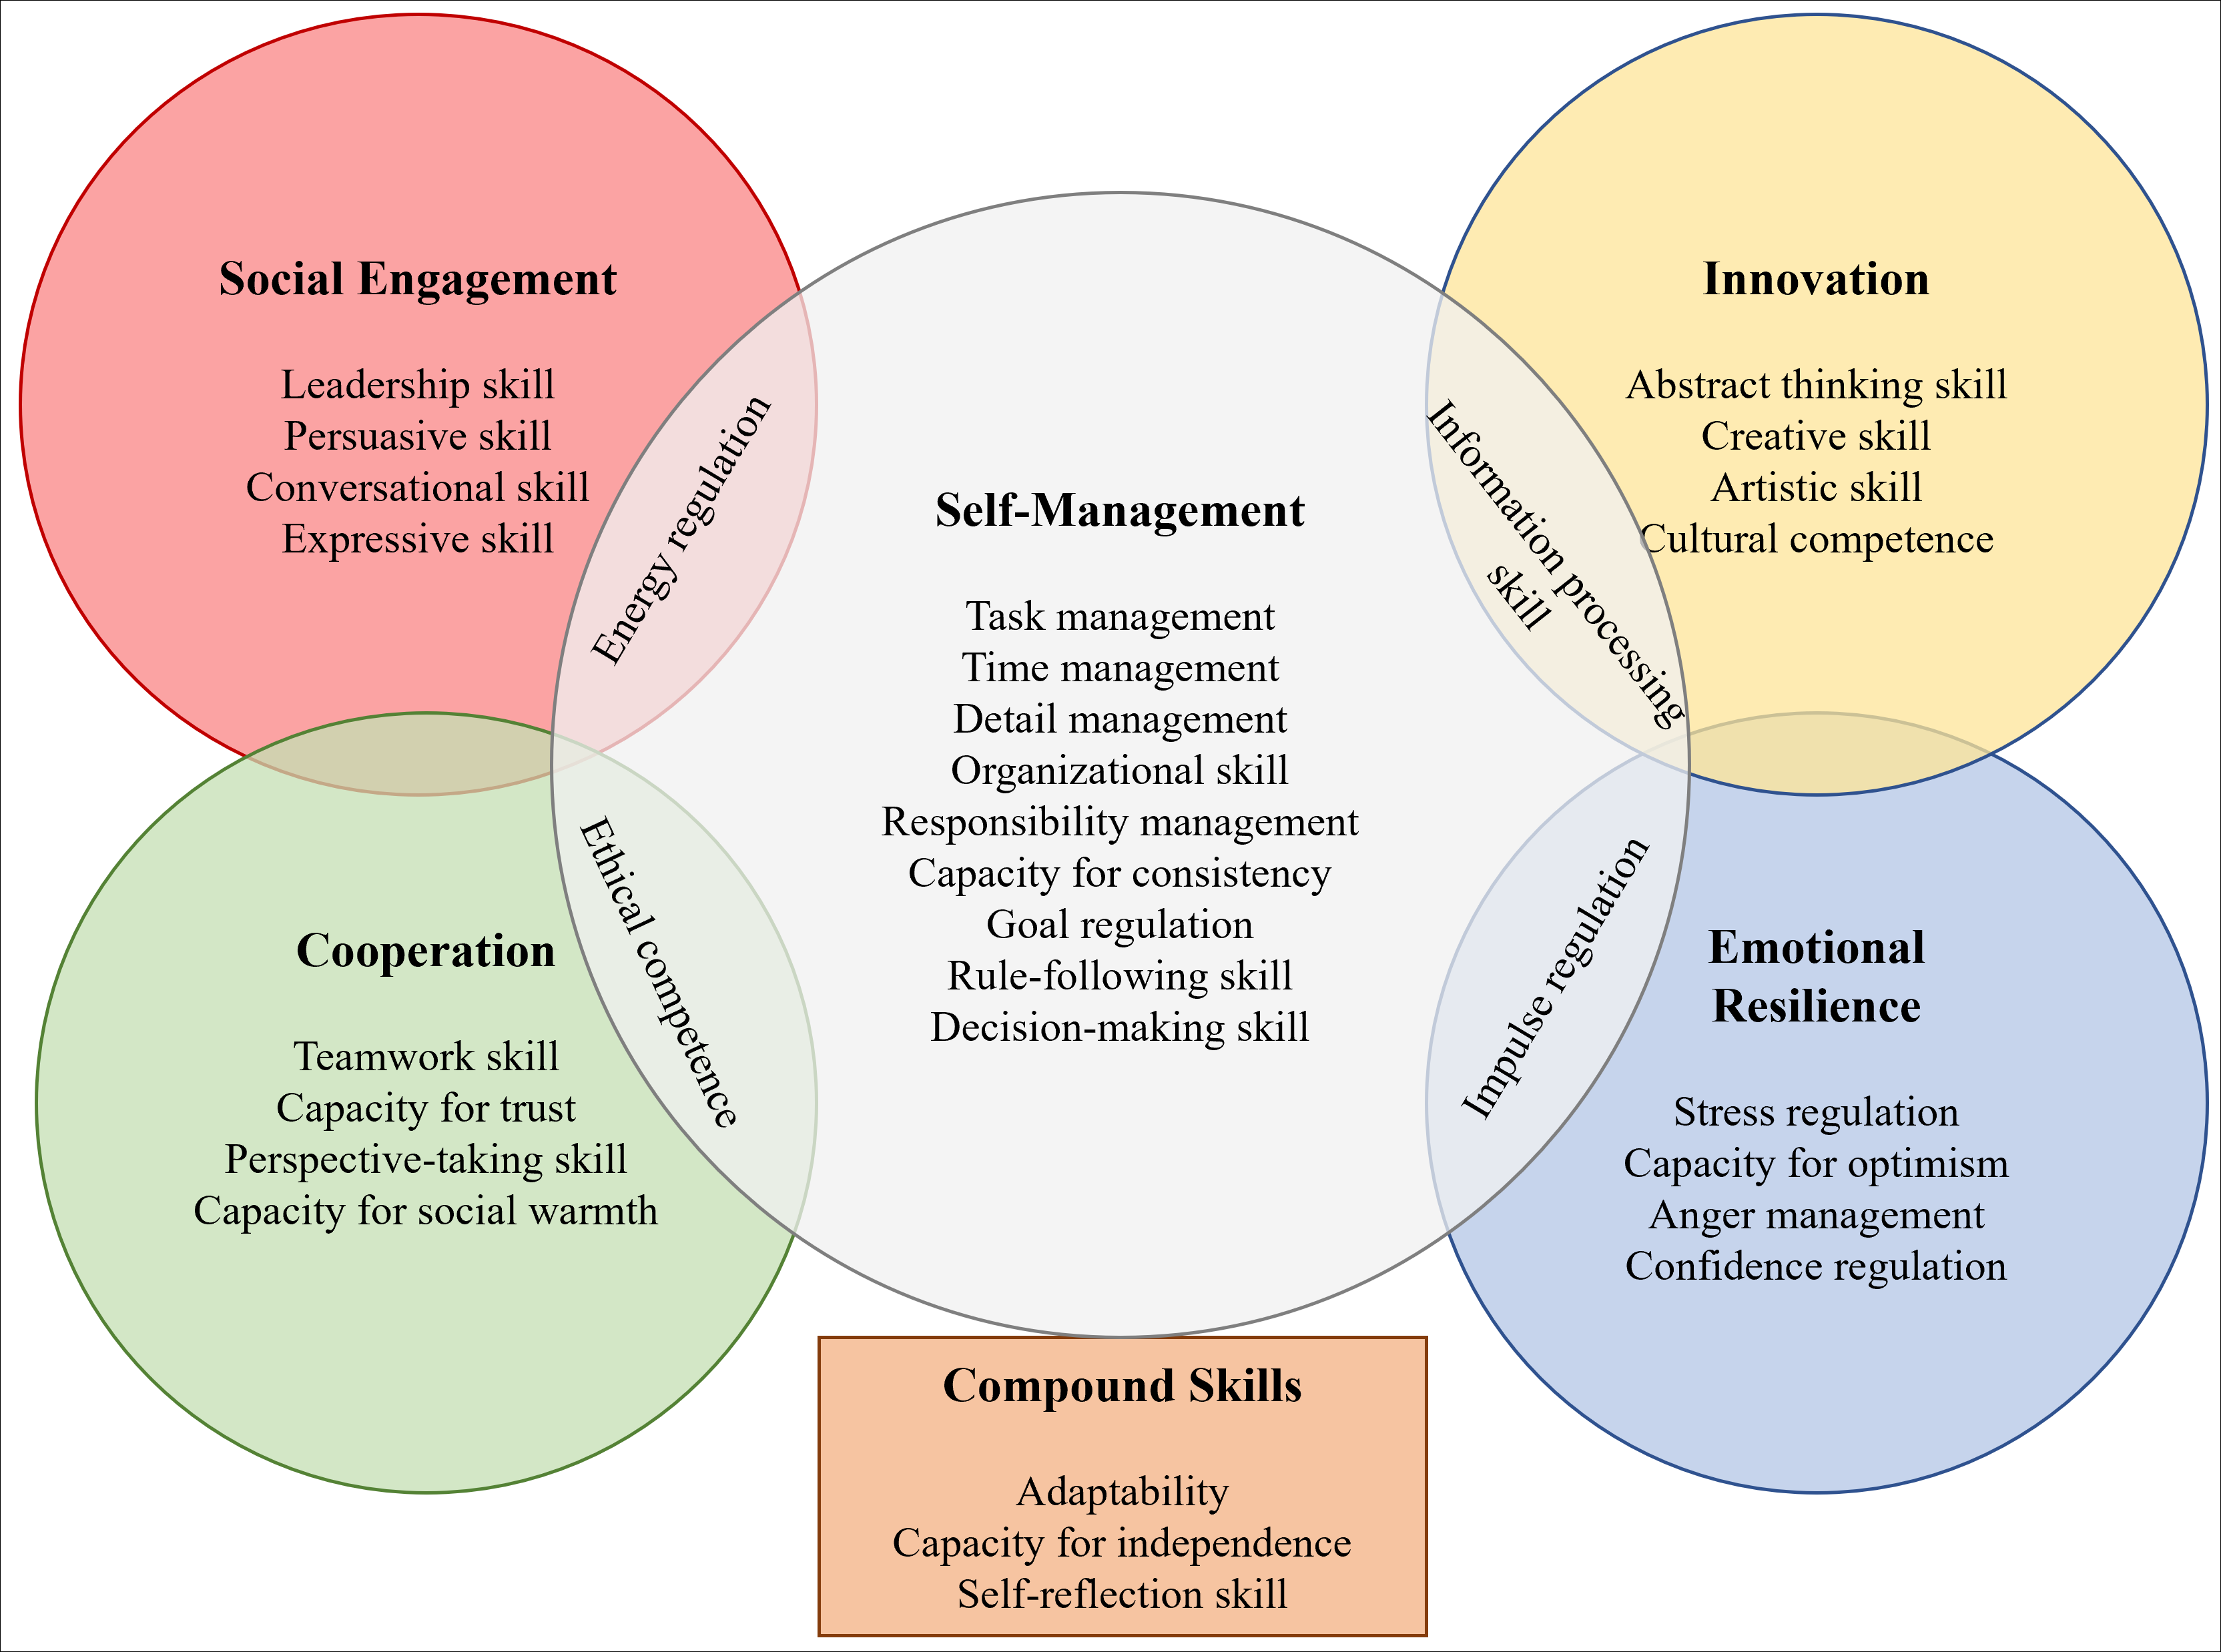 Social Engagement
Leadership skill
Persuasive skill
Conversational skill
Expressive skill
Energy regulation
Innovation
Abstract thinking skill
Creative skill
Artistic skill
Cultural competence
Information processing
skill
Self-Management
Task management
Time management
Detail management
Organizational skill
Responsibility management
Capacity for consistency
Goal regulation
Rule-following skill
Decision-making skill
Cooperation
Teamwork skill
Capacity for trust
Perspective-taking skill
Capacity for social warmth
Ethical competence
Impulse regulation
Emotional
Resilience
Stress regulation
Capacity for optimism
Anger management
Confidence regulation
Compound Skills
Adaptability
Capacity for independence
Self-reflection skill